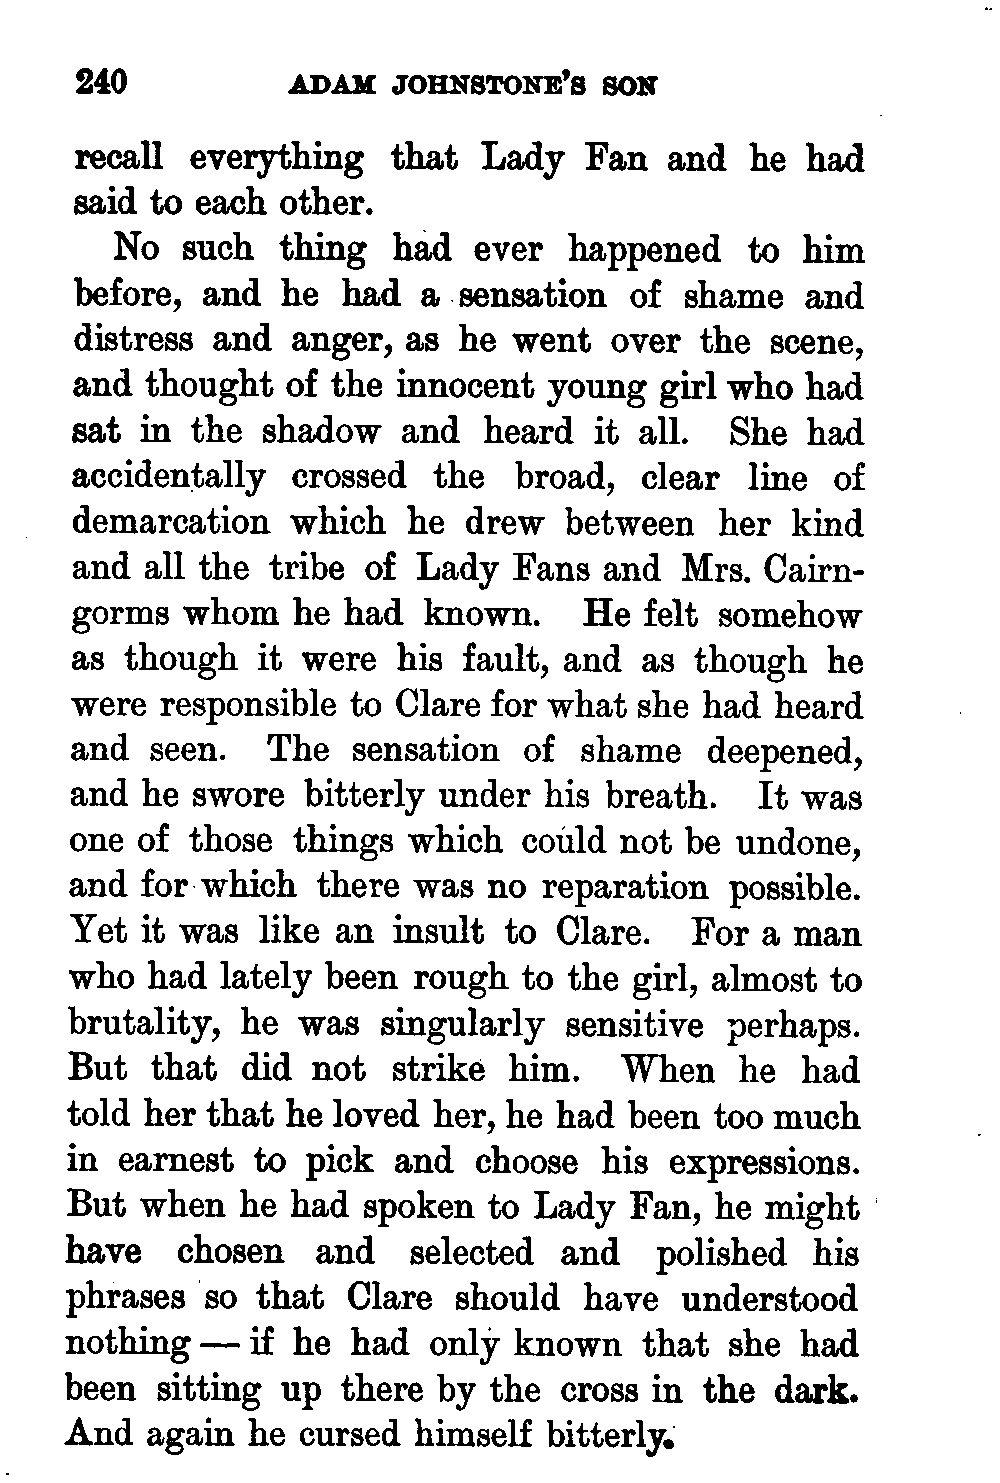 240 ADAM JOHNSTONE'S SON
recall everything that Lady Fan and he had
said to each other.
No such thing had ever happened to him
before, and he had a sensation of shame and
distress and anger, as he went over the scene,
and thought of the innocent young girl who had
sat in the shadow and heard it all. She had
accidentally crossed the broad, clear line of
demarcation which he drew between her kind
and all the tribe of Lady Fans and Mrs. Cairn-
gorms whom he had known. He felt somehow
as though it were his fault, and as though he
were responsible to Clare for what she had heard
and seen. The sensation of shame deepened,
and he swore bitterly under his breath. It was
one of those things which could not be undone,
and for which there was no reparation possible.
Yet it was like an insult to Clare. For a man
who had lately been rough to the girl, almost to
brutality, he was singularly sensitive perhaps.
But that did not strike him. When he had
told her that he loved her, he had been too much
in earnest to pick and choose his expressions.
But when he had spoken to Lady Fan, he might
have chosen and selected and polished his
phrases so that Clare should have understood
nothing — if he had only known that she had
been sitting up there by the cross in the dark.
And again he cursed himself bitterly.